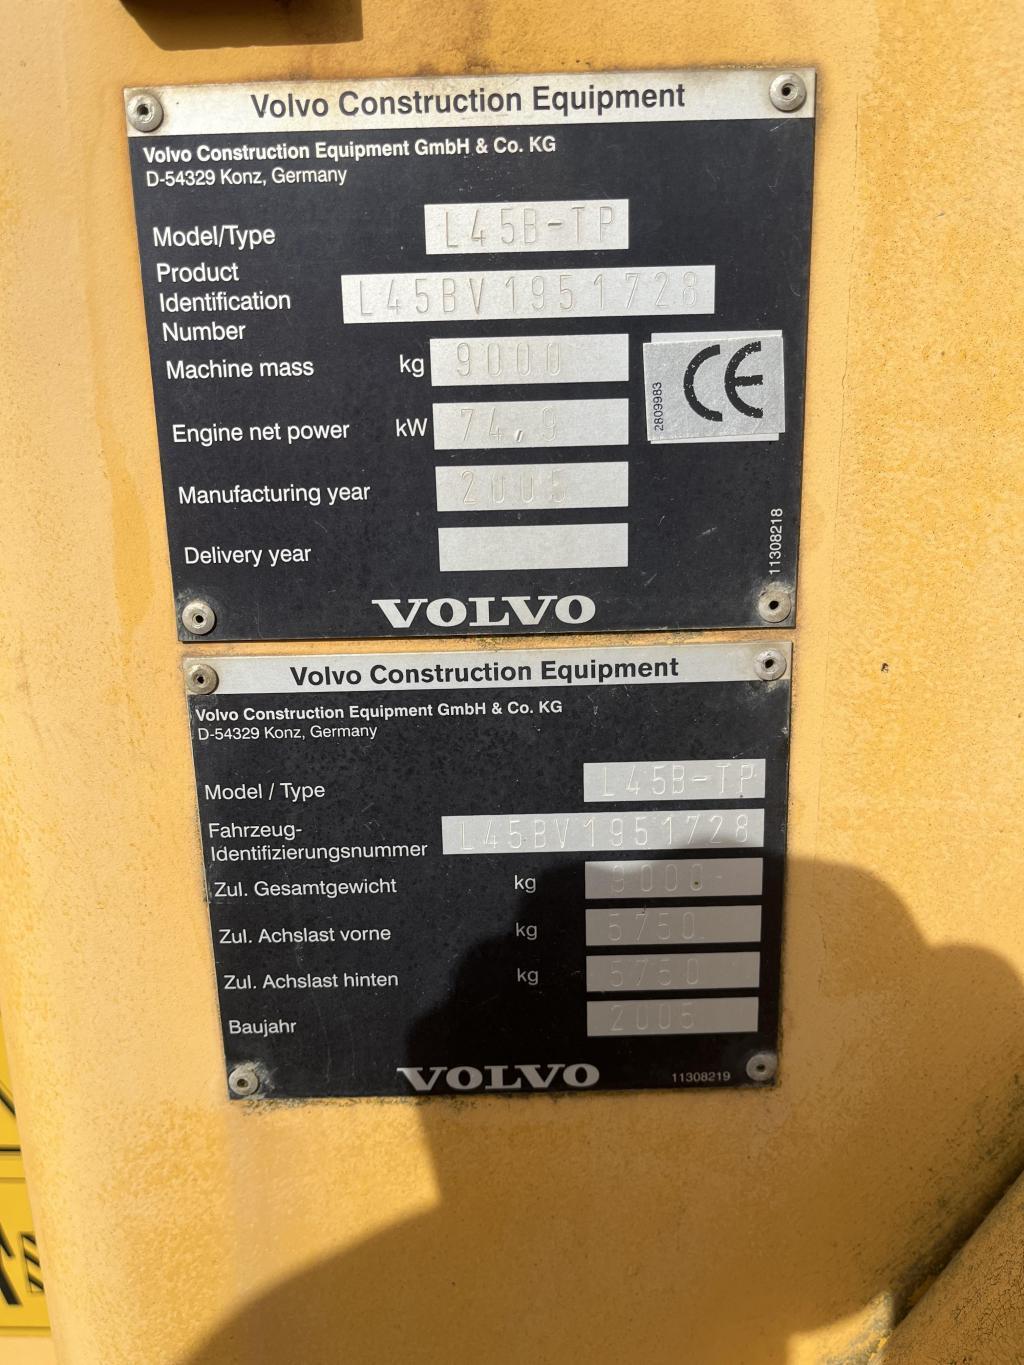 Volvo Construction Equipment
Volvo Construction Equipment GmbH & Co. KG
D-54329 Konz, Germany
Model/Type L45B-TP
Product
Identification
Number L45BV1951728
Machine mass kg 9000
Engine net power kW 74,9
Manufacturing year 2005
Delivery year
CE
2809983
11308218
VOLVO
Volvo Construction Equipment
Volvo Construction Equipment GmbH & Co. KG
D-54329 Konz, Germany
Model / Type L45B-TP
Fahrzeug-
Identifizierungsnummer L45BV1951728
Zul. Gesamtgewicht kg 9000
Zul. Achslast vorne kg 5750
Zul. Achslast hinten kg 5750
Baujahr 2005
VOLVO
11308219